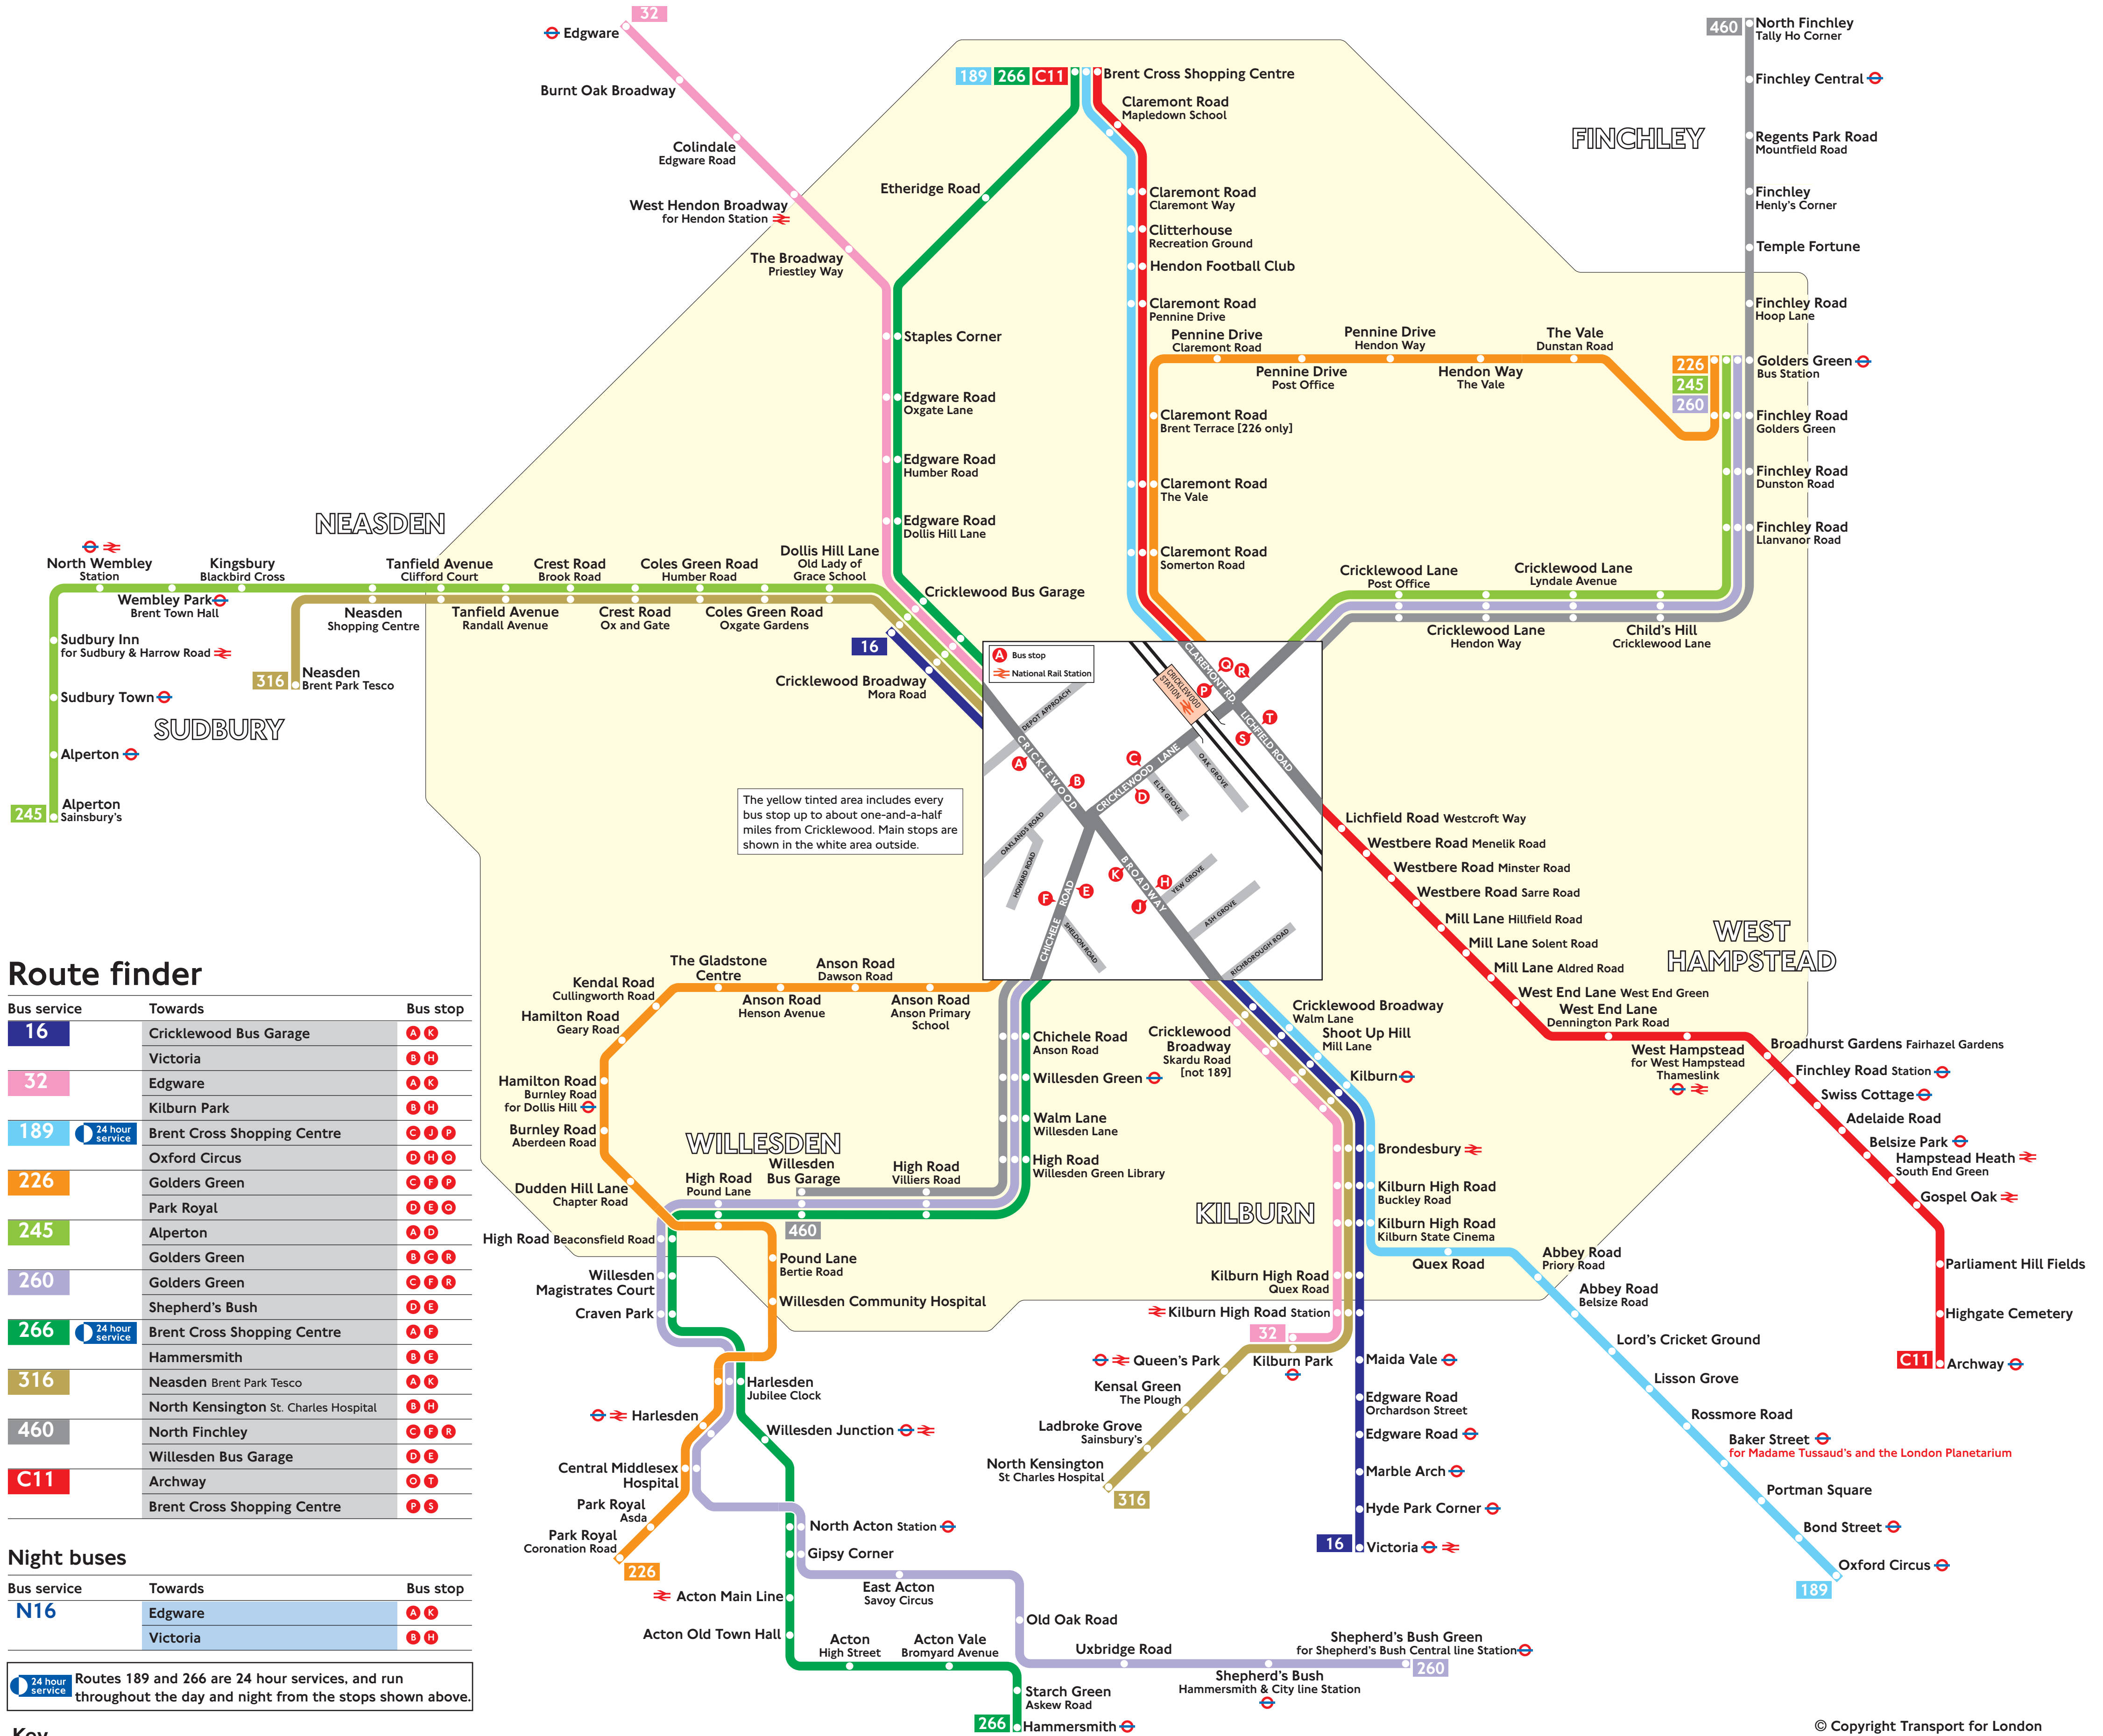 32
Edgware
Burnt Oak Broadway
Colindale
Edgware Road
West Hendon Broadway
for Hendon Station
The Broadway
Priestley Way
189 266 C11 Brent Cross Shopping Centre
Claremont Road
Mapledown School
Etheridge Road
Claremont Road
Claremont Way
Clitterhouse
Recreation Ground
Hendon Football Club
Claremont Road
Pennine Drive
Staples Corner
Edgware Road
Oxgate Lane
Edgware Road
Humber Road
Edgware Road
Dollis Hill Lane
Cricklewood Bus Garage
460
North Finchley
Tally Ho Corner
Finchley Central
FINCHLEY
Regents Park Road
Mountfield Road
Finchley
Henly's Corner
Temple Fortune
Finchley Road
Hoop Lane
Golders Green
Bus Station
226
245
260
Finchley Road
Golders Green
Finchley Road
Dunston Road
Finchley Road
Llanvanor Road
Pennine Drive
Claremont Road
Pennine Drive
Post Office
Pennine Drive
Hendon Way
Hendon Way
The Vale
The Vale
Dunstan Road
Claremont Road
Brent Terrace [226 only]
Claremont Road
The Vale
Claremont Road
Somerton Road
Cricklewood Lane
Post Office
Cricklewood Lane
Hendon Way
Cricklewood Lane
Lyndale Avenue
Child's Hill
Cricklewood Lane
NEASDEN
North Wembley
Station
Wembley Park
Brent Town Hall
Kingsbury
Blackbird Cross
Neasden
Shopping Centre
Tanfield Avenue
Clifford Court
Tanfield Avenue
Randall Avenue
Crest Road
Brook Road
Crest Road
Ox and Gate
Coles Green Road
Humber Road
Coles Green Road
Oxgate Gardens
Dollis Hill Lane
Old Lady of
Grace School
16
Cricklewood Broadway
Mora Road
Sudbury Inn
for Sudbury & Harrow Road
Sudbury Town
SUDBURY
Alperton
245
Alperton
Sainsbury's
316
Neasden
Brent Park Tesco
The yellow tinted area includes every
bus stop up to about one-and-a-half
miles from Cricklewood. Main stops are
shown in the white area outside.
A Bus stop
National Rail Station
DEPOT APPROACH
CRICKLEWOOD
STATION
CLAREMONT RD.
LICHFIELD ROAD
Q R
P
T
S
CRICKLEWOOD
BROADWAY
CRICKLEWOOD LANE
A
B
C
D
OAK GROVE
ELM GROVE
OAKLANDS ROAD
HOWARD ROAD
CHICHELE ROAD
SHELDON ROAD
F
E
K
H
J
YEW GROVE
ASH GROVE
RICHBOROUGH ROAD
Lichfield Road Westcroft Way
Westbere Road Menelik Road
Westbere Road Minster Road
Westbere Road Sarre Road
Mill Lane Hillfield Road
Mill Lane Solent Road
Mill Lane Aldred Road
West End Lane West End Green
West End Lane
Dennington Park Road
WEST
HAMPSTEAD
West Hampstead
for West Hampstead
Thameslink
Broadhurst Gardens Fairhazel Gardens
Finchley Road Station
Swiss Cottage
Adelaide Road
Belsize Park
Hampstead Heath
South End Green
Gospel Oak
Parliament Hill Fields
Highgate Cemetery
C11 Archway
The Gladstone
Centre
Anson Road
Henson Avenue
Anson Road
Dawson Road
Anson Road
Anson Primary
School
Kendal Road
Cullingworth Road
Hamilton Road
Geary Road
Hamilton Road
Burnley Road
for Dollis Hill
Burnley Road
Aberdeen Road
Dudden Hill Lane
Chapter Road
WILLESDEN
High Road
Pound Lane
Willesden
Bus Garage
460
High Road
Villiers Road
Chichele Road
Anson Road
Willesden Green
Walm Lane
Willesden Lane
High Road
Willesden Green Library
High Road Beaconsfield Road
Willesden
Magistrates Court
Craven Park
Pound Lane
Bertie Road
Willesden Community Hospital
Harlesden
Jubilee Clock
Harlesden
Willesden Junction
Central Middlesex
Hospital
Park Royal
Asda
Park Royal
Coronation Road
226
North Acton Station
Gipsy Corner
East Acton
Savoy Circus
Acton Main Line
Acton Old Town Hall
Acton
High Street
Acton Vale
Bromyard Avenue
Old Oak Road
Uxbridge Road
Shepherd's Bush
Hammersmith & City line Station
Shepherd's Bush Green
for Shepherd's Bush Central line Station
260
Starch Green
Askew Road
266 Hammersmith
Cricklewood Broadway
Walm Lane
Cricklewood
Broadway
Skardu Road
[not 189]
Shoot Up Hill
Mill Lane
Kilburn
Brondesbury
KILBURN
Kilburn High Road
Buckley Road
Kilburn High Road
Kilburn State Cinema
Quex Road
Kilburn High Road
Quex Road
Kilburn High Road Station
32
Kilburn Park
Queen's Park
Kensal Green
The Plough
Ladbroke Grove
Sainsbury's
North Kensington
St Charles Hospital
316
Maida Vale
Edgware Road
Orchardson Street
Edgware Road
Marble Arch
Hyde Park Corner
16 Victoria
Abbey Road
Priory Road
Abbey Road
Belsize Road
Lord's Cricket Ground
Lisson Grove
Rossmore Road
Baker Street
for Madame Tussaud's and the London Planetarium
Portman Square
Bond Street
Oxford Circus
189
Route finder
Bus service Towards Bus stop
16 Cricklewood Bus Garage A K
Victoria B H
32 Edgware A K
Kilburn Park B H
189 24 hour service Brent Cross Shopping Centre C J P
Oxford Circus D H Q
226 Golders Green C F P
Park Royal D E Q
245 Alperton A D
Golders Green B C R
260 Golders Green C F R
Shepherd's Bush D E
266 24 hour service Brent Cross Shopping Centre A F
Hammersmith B E
316 Neasden Brent Park Tesco A K
North Kensington St. Charles Hospital B H
460 North Finchley C F R
Willesden Bus Garage D E
C11 Archway O T
Brent Cross Shopping Centre P S
Night buses
Bus service Towards Bus stop
N16 Edgware A K
Victoria B H
24 hour service Routes 189 and 266 are 24 hour services, and run
throughout the day and night from the stops shown above.
Key
© Copyright Transport for London